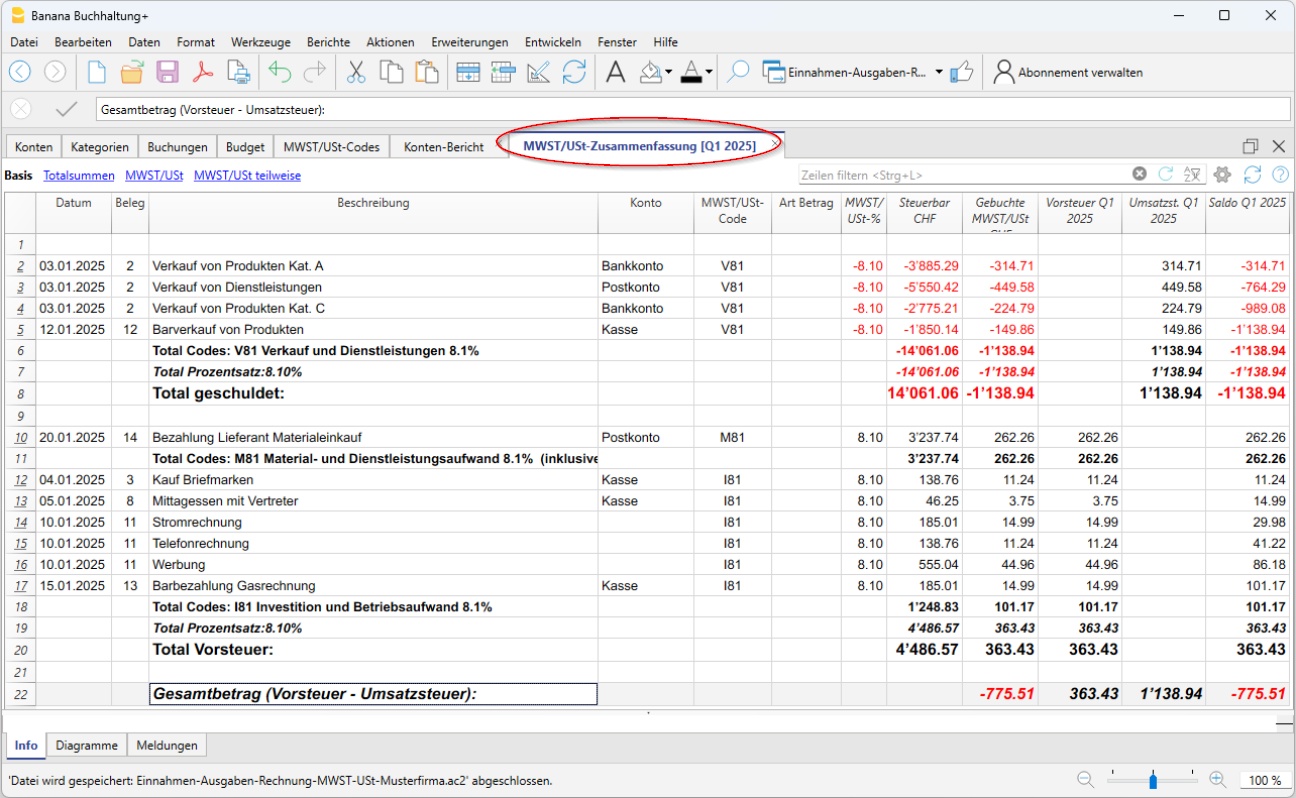 Banana Buchhaltung+
Datei Bearbeiten Daten Format Werkzeuge Berichte Aktionen Erweiterungen Entwickeln Fenster Hilfe
Einnahmen-Ausgaben-R... Abonnement verwalten
Gesamtbetrag (Vorsteuer - Umsatzsteuer):
Konten Kategorien Buchungen Budget MWST/USt-Codes Konten-Bericht MWST/USt-Zusammenfassung [Q1 2025]
Basis Totalsummen MWST/USt MWST/USt teilweise Zeilen filtern <Strg+L>
Datum Beleg Beschreibung Konto MWST/USt- Art Betrag MWST/ Steuerbar Gebuchte Vorsteuer Q1 Umsatzst. Q1 Saldo Q1 2025
Code USt-% CHF MWST/USt 2025 2025
1
2 03.01.2025 2 Verkauf von Produkten Kat. A Bankkonto V81 -8.10 -3'885.29 -314.71 314.71 -314.71
3 03.01.2025 2 Verkauf von Dienstleistungen Postkonto V81 -8.10 -5'550.42 -449.58 449.58 -764.29
4 03.01.2025 2 Verkauf von Produkten Kat. C Bankkonto V81 -8.10 -2'775.21 -224.79 224.79 -989.08
5 12.01.2025 12 Barverkauf von Produkten Kasse V81 -8.10 -1'850.14 -149.86 149.86 -1'138.94
6 Total Codes: V81 Verkauf und Dienstleistungen 8.1% -14'061.06 -1'138.94 1'138.94 -1'138.94
7 Total Prozentsatz:8.10% -14'061.06 -1'138.94 1'138.94 -1'138.94
8 Total geschuldet: 14'061.06 -1'138.94 1'138.94 -1'138.94
9
10 20.01.2025 14 Bezahlung Lieferant Materialeinkauf Postkonto M81 8.10 3'237.74 262.26 262.26 262.26
11 Total Codes: M81 Material- und Dienstleistungsaufwand 8.1% (inklusive 3'237.74 262.26 262.26 262.26
12 04.01.2025 3 Kauf Briefmarken Kasse I81 8.10 138.76 11.24 11.24 11.24
13 05.01.2025 8 Mittagessen mit Vertreter Kasse I81 8.10 46.25 3.75 3.75 14.99
14 10.01.2025 11 Stromrechnung I81 8.10 185.01 14.99 14.99 29.98
15 10.01.2025 11 Telefonrechnung I81 8.10 138.76 11.24 11.24 41.22
16 10.01.2025 11 Werbung I81 8.10 555.04 44.96 44.96 86.18
17 15.01.2025 13 Barbezahlung Gasrechnung Kasse I81 8.10 185.01 14.99 14.99 101.17
18 Total Codes: I81 Investition und Betriebsaufwand 8.1% 1'248.83 101.17 101.17 101.17
19 Total Prozentsatz:8.10% 4'486.57 363.43 363.43 363.43
20 Total Vorsteuer: 4'486.57 363.43 363.43 363.43
21
22 Gesamtbetrag (Vorsteuer - Umsatzsteuer): -775.51 363.43 1'138.94 -775.51
Info Diagramme Meldungen
'Datei wird gespeichert: Einnahmen-Ausgaben-Rechnung-MWST-USt-Musterfirma.ac2' abgeschlossen. 100 %